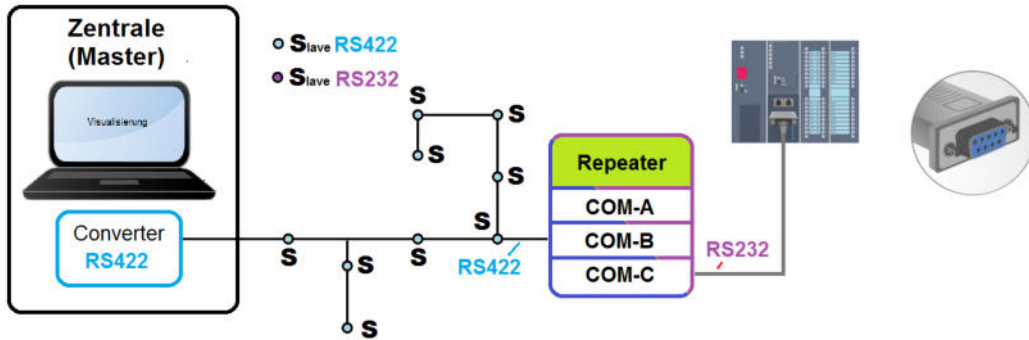 Zentrale
(Master)
Visualisierung
Converter
RS422
Slave RS422
Slave RS232
S
S
S
S
S
S
S
S
S
RS422
Repeater
COM-A
COM-B
COM-C
RS232